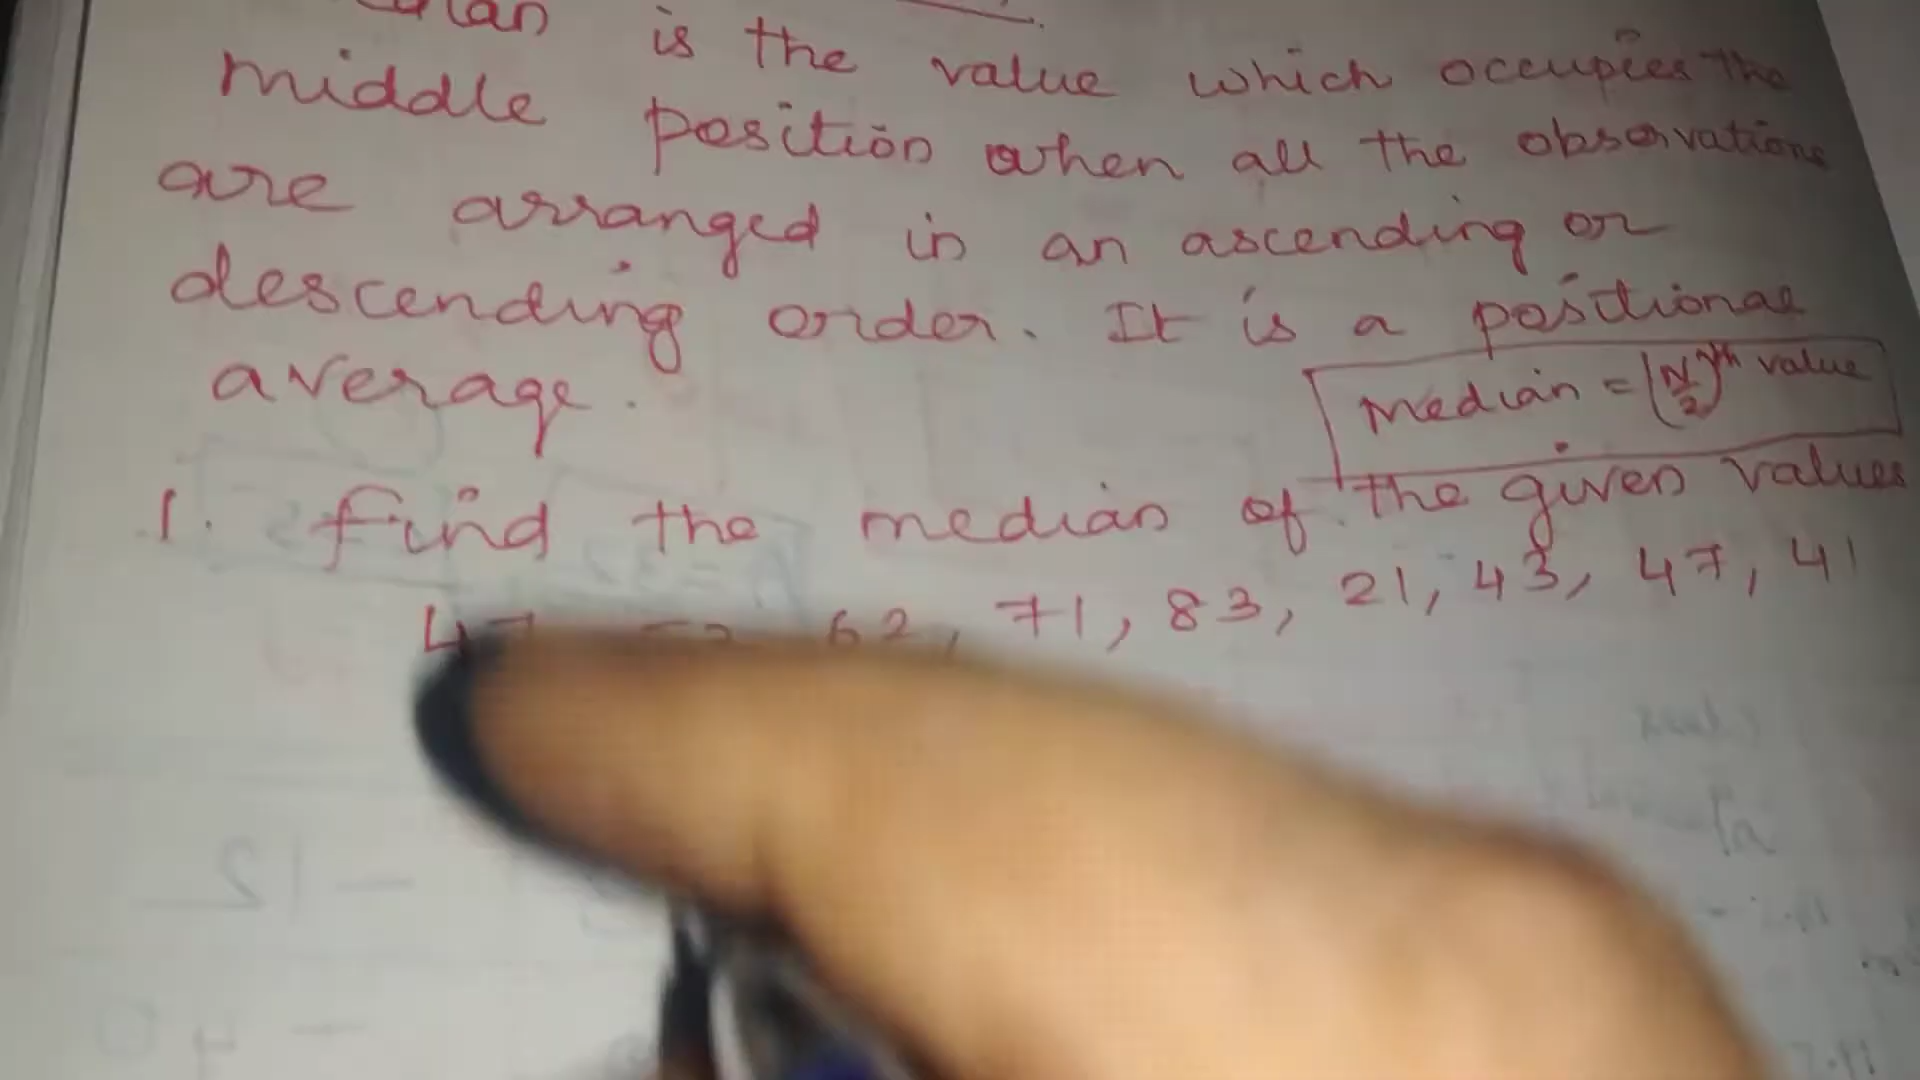 is the value which occupies the
middle position when all the observations
are arranged in an ascending or
descending order. It is a positional
average.
Median = (N/2)th value
1. Find the median of the given values
47, 62, 71, 83, 21, 43, 47, 41